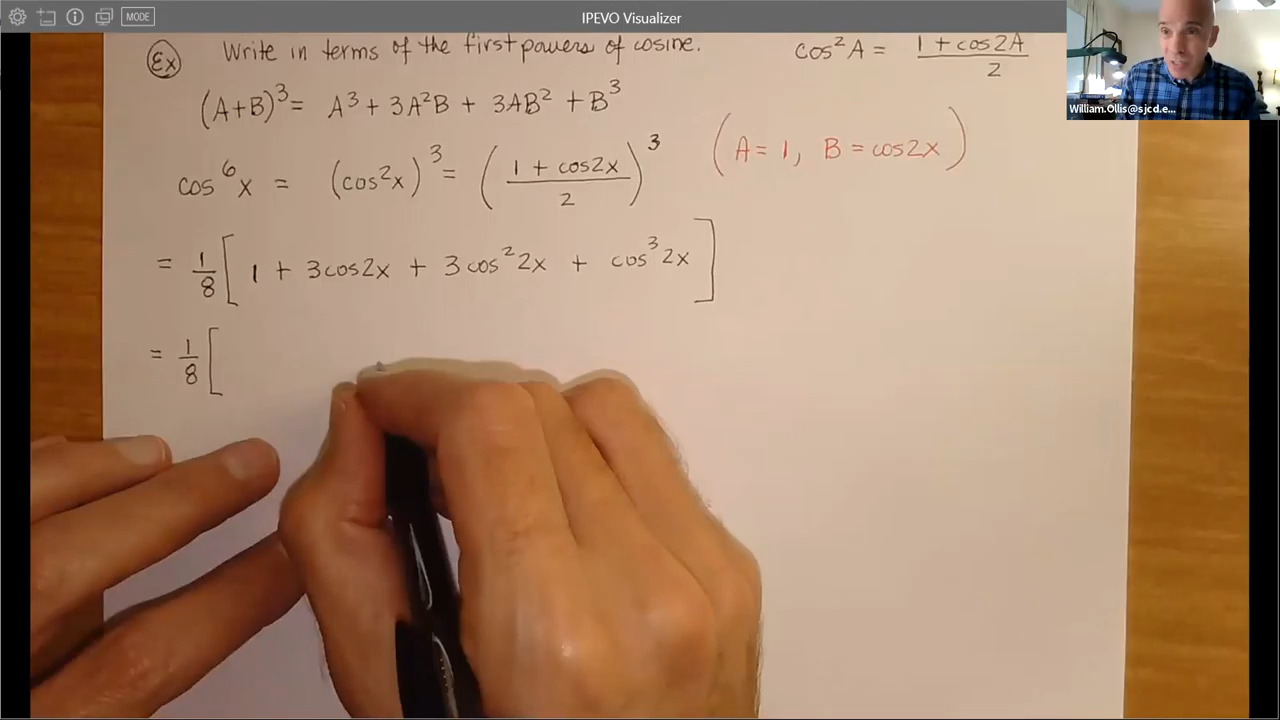 MODE
IPEVO Visualizer
Ex Write in terms of the first powers of cosine. cos²A = (1 + cos2A)/2
(A+B)³ = A³ + 3A²B + 3AB² + B³
cos⁶x = (cos²x)³ = ((1 + cos2x)/2)³ (A = 1, B = cos2x)
= 1/8 [ 1 + 3cos2x + 3cos²2x + cos³2x ]
= 1/8 [
William.Ollis@sjcd.e...